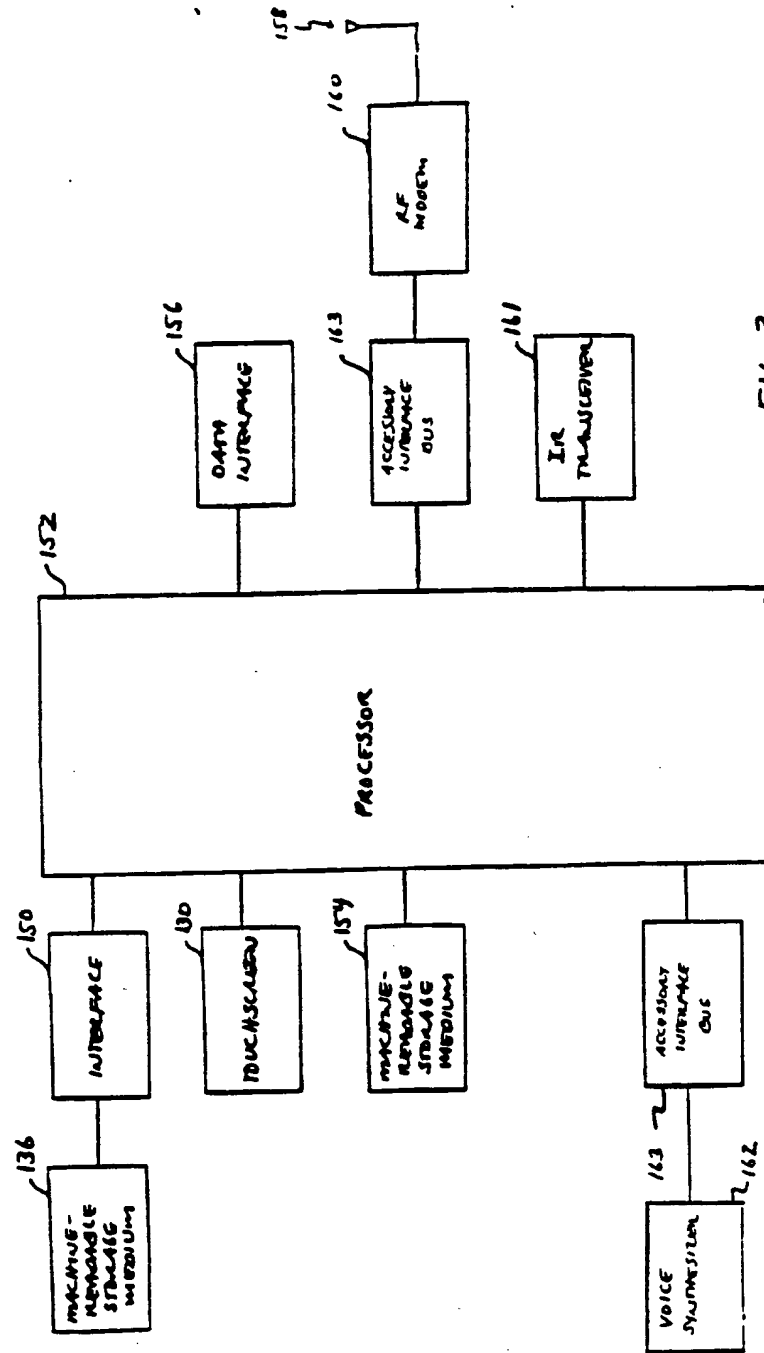 136
MACHINE-
READABLE
STORAGE
MEDIUM
150
INTERFACE
130
TOUCHSCREEN
154
MACHINE-
READABLE
STORAGE
MEDIUM
VOICE
SYNTHESIZER
162
163
ACCESSORY
INTERFACE
BUS
152
PROCESSOR
156
DATA
INTERFACE
163
ACCESSORY
INTERFACE
BUS
160
RF
MODEM
158
161
IR
TRANSCEIVER